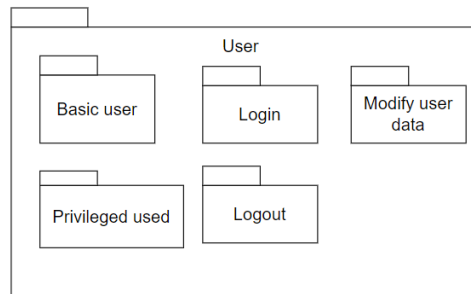 User
Basic user
Login
Modify user
data
Privileged used
Logout